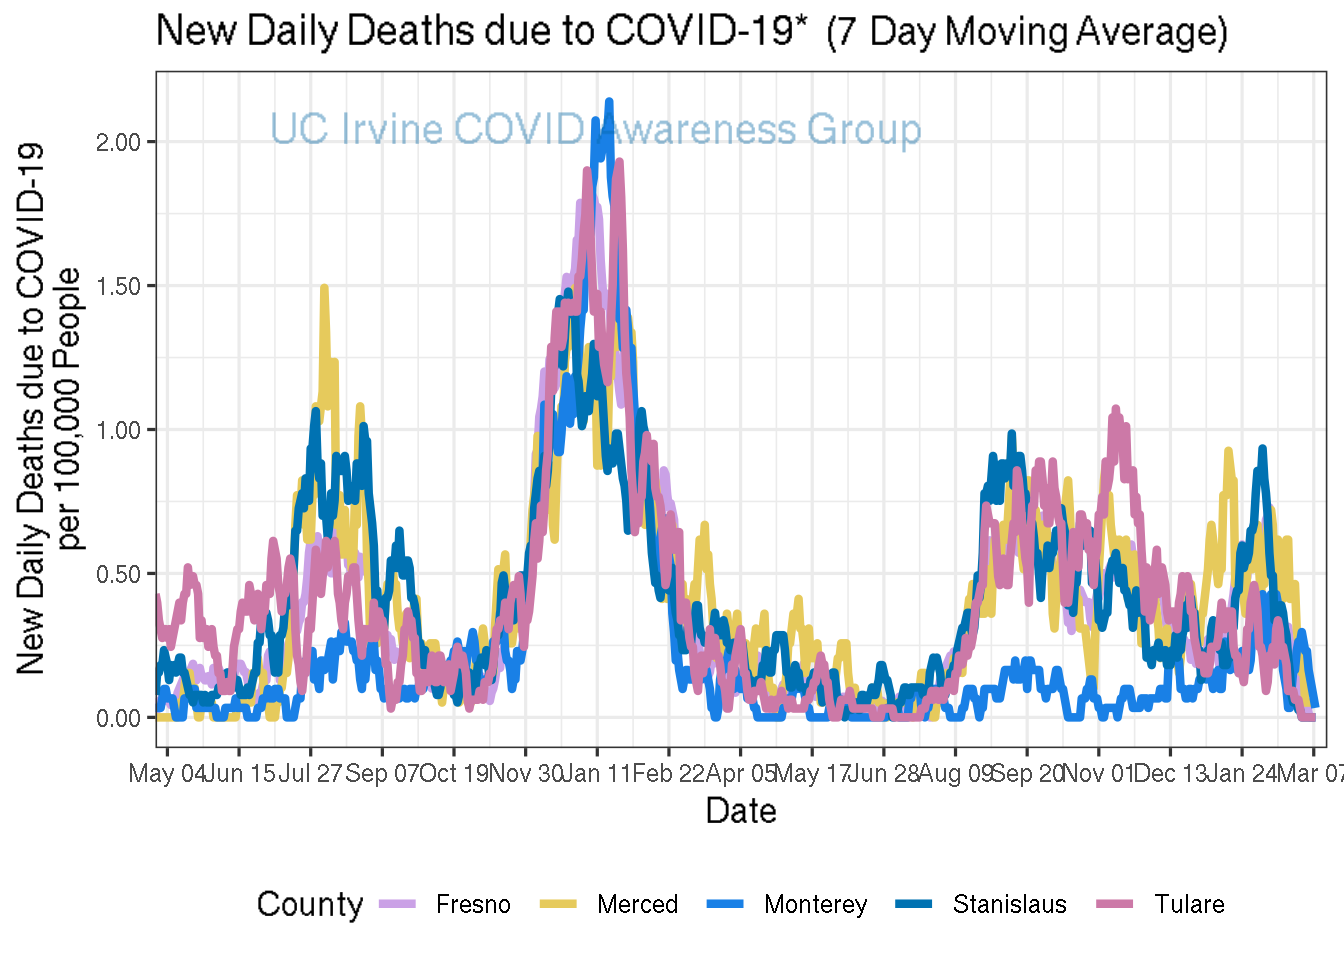 New Daily Deaths due to COVID-19* (7 Day Moving Average)
UC Irvine COVID Awareness Group
New Daily Deaths due to COVID-19
per 100,000 People
2.00
1.50
1.00
0.50
0.00
May 04 Jun 15 Jul 27 Sep 07 Oct 19 Nov 30 Jan 11 Feb 22 Apr 05 May 17 Jun 28 Aug 09 Sep 20 Nov 01 Dec 13 Jan 24 Mar 07
Date
County Fresno Merced Monterey Stanislaus Tulare